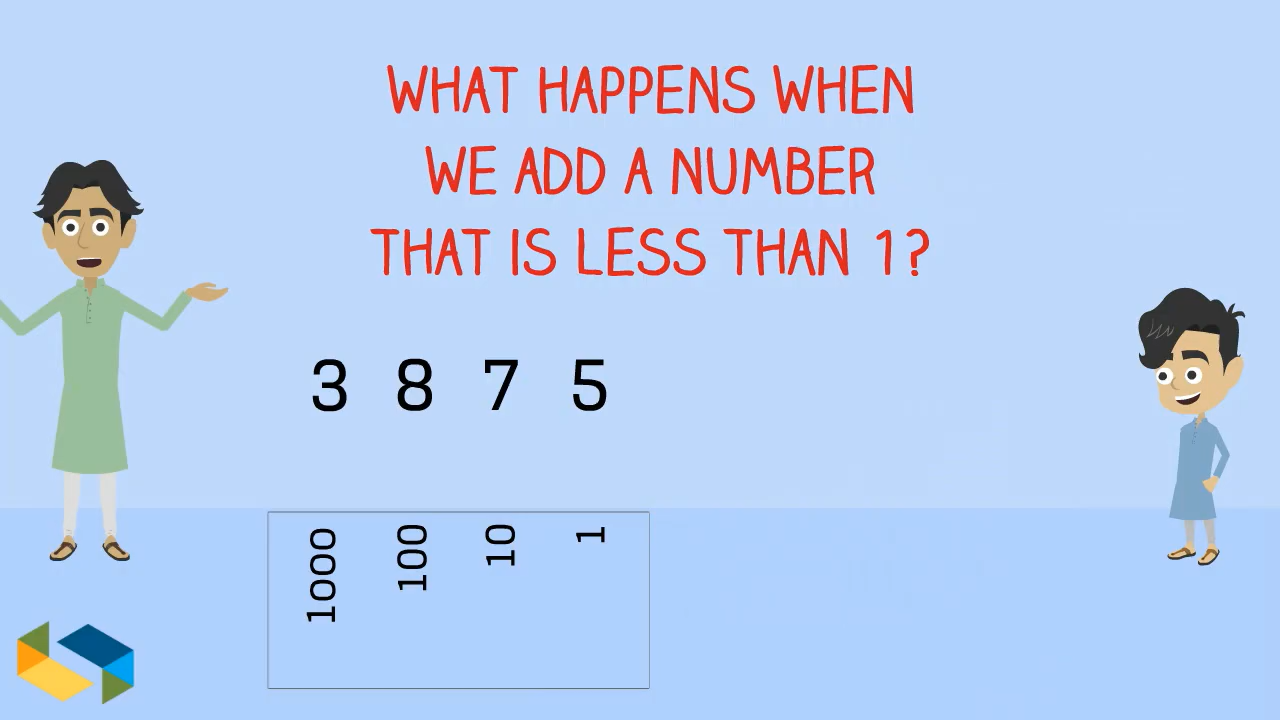 WHAT HAPPENS WHEN
WE ADD A NUMBER
THAT IS LESS THAN 1?
3 8 7 5
1000 100 10 1